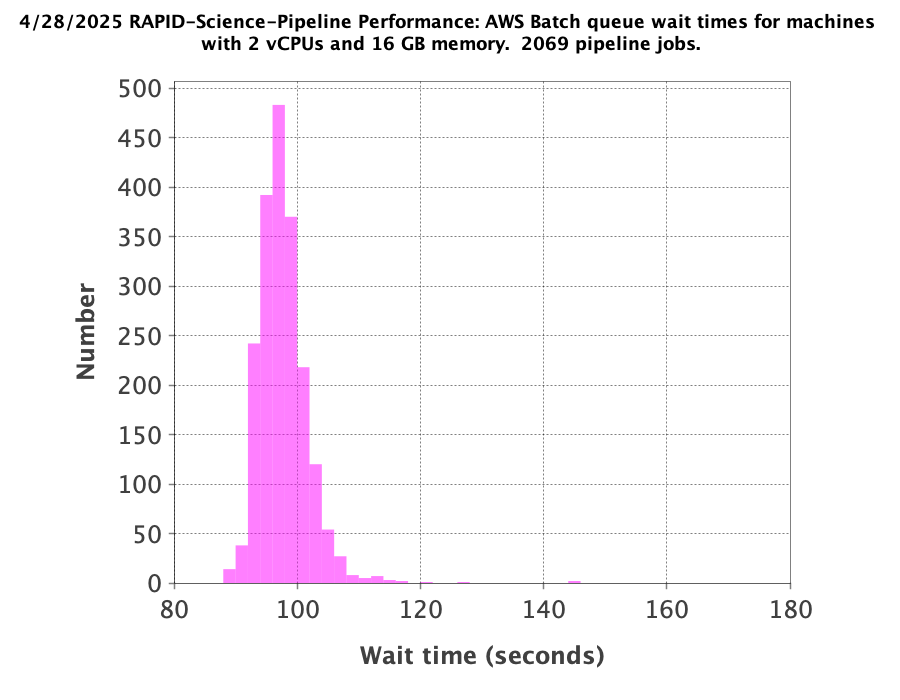 4/28/2025 RAPID-Science-Pipeline Performance: AWS Batch queue wait times for machines
with 2 vCPUs and 16 GB memory.  2069 pipeline jobs.
500
450
400
350
300
250
200
150
100
50
0
Number
80 100 120 140 160 180
Wait time (seconds)